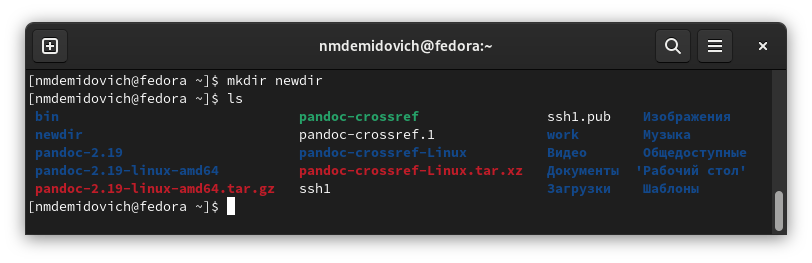 nmdemidovich@fedora:~
[nmdemidovich@fedora ~]$ mkdir newdir
[nmdemidovich@fedora ~]$ ls
bin pandoc-crossref ssh1.pub Изображения
newdir pandoc-crossref.1 work Музыка
pandoc-2.19 pandoc-crossref-Linux Видео Общедоступные
pandoc-2.19-linux-amd64 pandoc-crossref-Linux.tar.xz Документы 'Рабочий стол'
pandoc-2.19-linux-amd64.tar.gz ssh1 Загрузки Шаблоны
[nmdemidovich@fedora ~]$